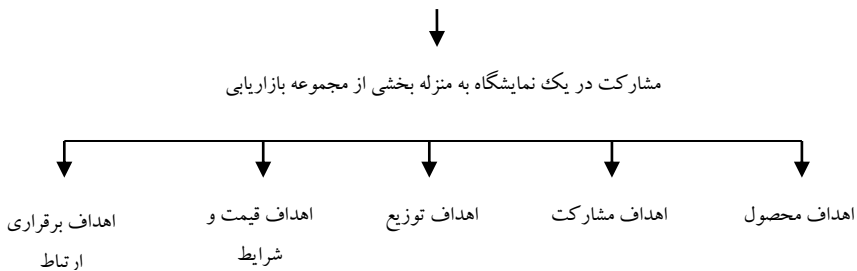 مشارکت در یک نمایشگاه به منزله بخشی از مجموعه بازاریابی
اهداف محصول
اهداف مشارکت
اهداف توزیع
اهداف قیمت و
شرایط
اهداف برقراری
ارتباط